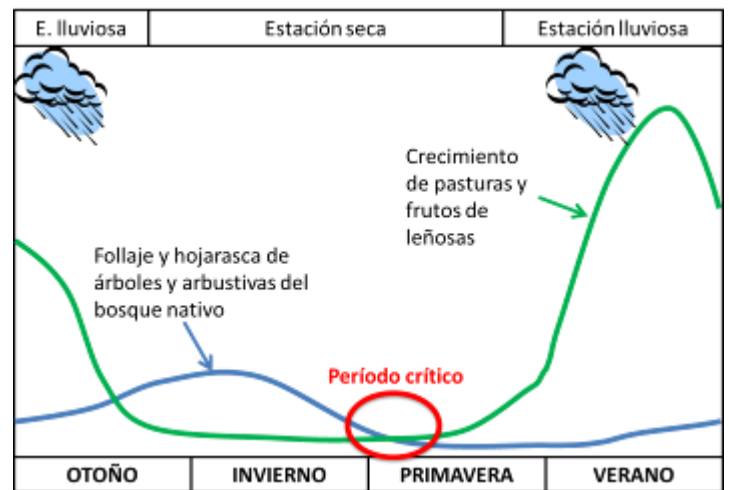 E. lluviosa
Estación seca
Estación lluviosa
Crecimiento
de pasturas y
frutos de
leñosas
Follaje y hojarasca de
árboles y arbustivas del
bosque nativo
Período crítico
OTOÑO
INVIERNO
PRIMAVERA
VERANO